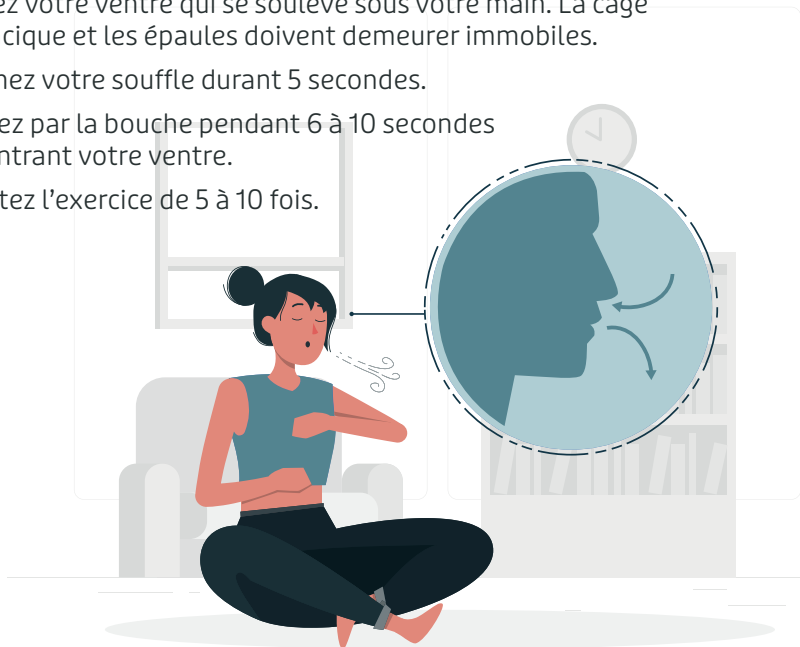 ez votre ventre qui se soulève sous votre main. La cage
cique et les épaules doivent demeurer immobiles.
nez votre souffle durant 5 secondes.
ez par la bouche pendant 6 à 10 secondes
ntrant votre ventre.
tez l’exercice de 5 à 10 fois.